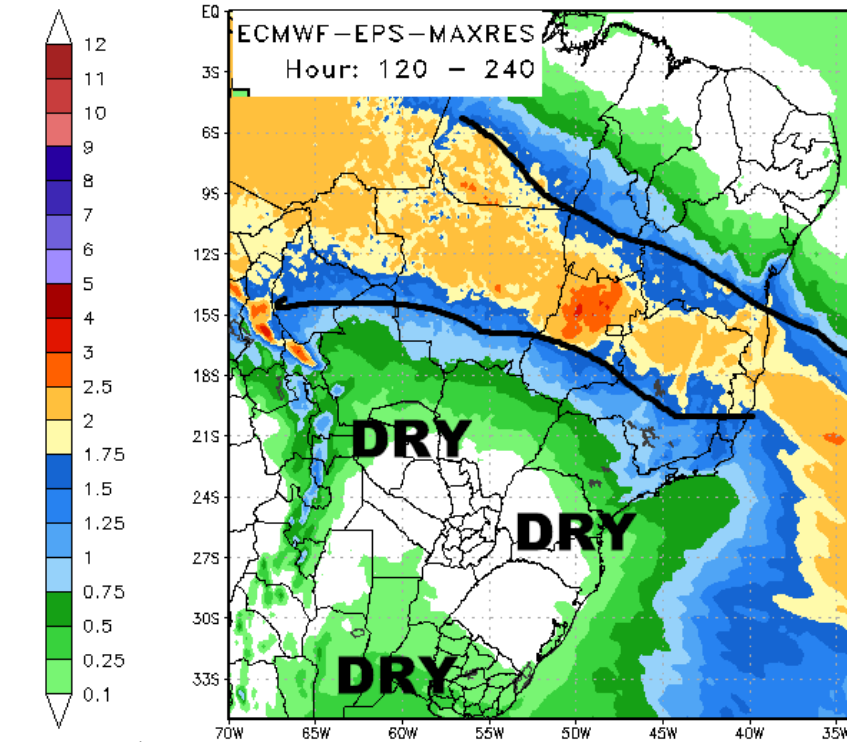 ECMWF-EPS-MAXRES
Hour: 120 - 240
12
11
10
9
8
7
6
5
4
3
2.5
2
1.75
1.5
1.25
1
0.75
0.5
0.25
0.1
EQ
3S
6S
9S
12S
15S
18S
21S
24S
27S
30S
33S
DRY
DRY
DRY
70W
65W
60W
55W
50W
45W
40W
35W